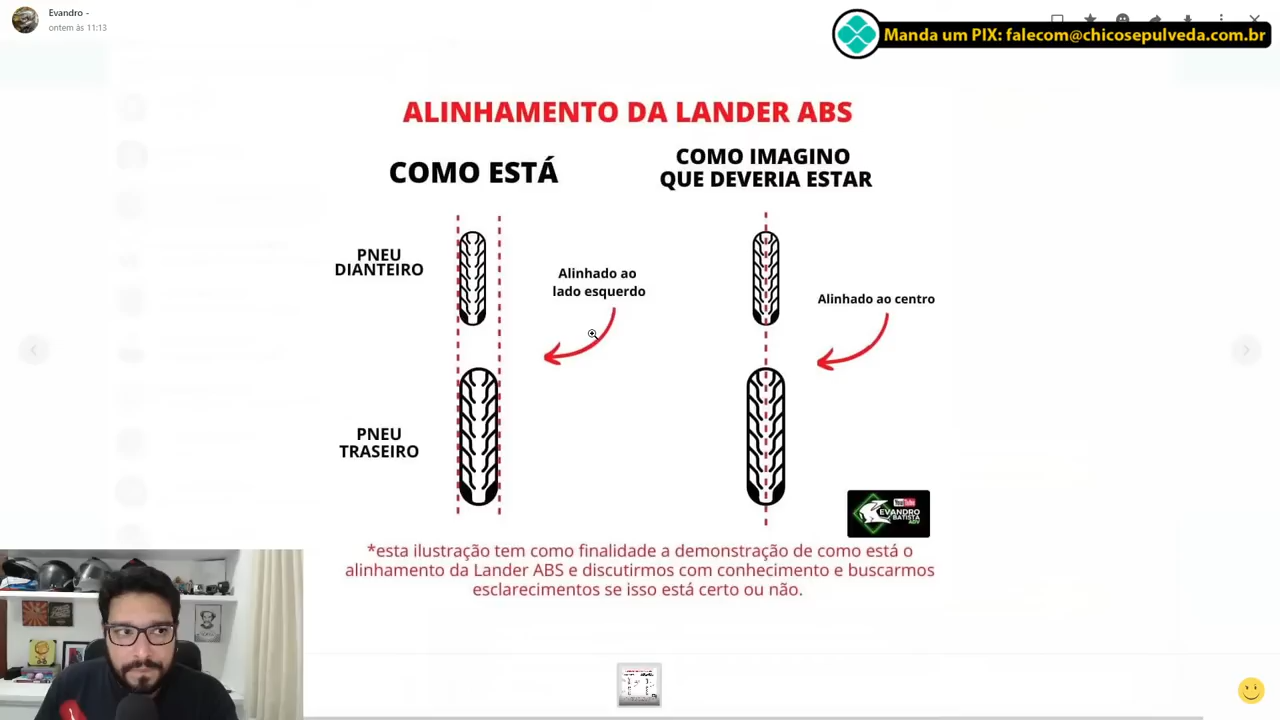 Evandro -
ontem às 11:13
Manda um PIX: falecom@chicosepulveda.com.br
ALINHAMENTO DA LANDER ABS
COMO ESTÁ
COMO IMAGINO
QUE DEVERIA ESTAR
PNEU
DIANTEIRO
Alinhado ao
lado esquerdo
Alinhado ao centro
PNEU
TRASEIRO
YouTube
EVANDRO
BATISTA
ADV
*esta ilustração tem como finalidade a demonstração de como está o
alinhamento da Lander ABS e discutirmos com conhecimento e buscarmos
esclarecimentos se isso está certo ou não.